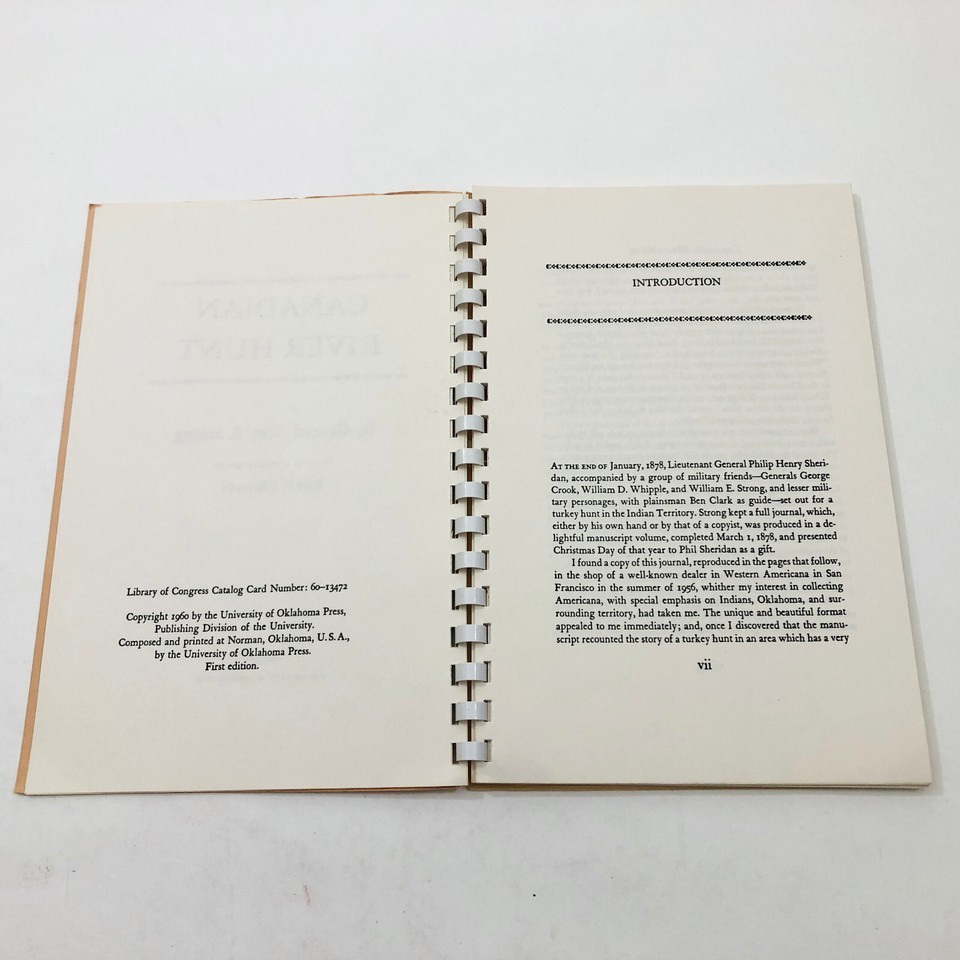 Library of Congress Catalog Card Number: 60–13472
Copyright 1960 by the University of Oklahoma Press,
Publishing Division of the University.
Composed and printed at Norman, Oklahoma, U.S.A.,
by the University of Oklahoma Press.
First edition.
INTRODUCTION
AT THE END OF January, 1878, Lieutenant General Philip Henry Sheri-
dan, accompanied by a group of military friends—Generals George
Crook, William D. Whipple, and William E. Strong, and lesser mili-
tary personages, with plainsman Ben Clark as guide—set out for a
turkey hunt in the Indian Territory. Strong kept a full journal, which,
either by his own hand or by that of a copyist, was produced in a de-
lightful manuscript volume, completed March 1, 1878, and presented
Christmas Day of that year to Phil Sheridan as a gift.
I found a copy of this journal, reproduced in the pages that follow,
in the shop of a well-known dealer in Western Americana in San
Francisco in the summer of 1956, whither my interest in collecting
Americana, with special emphasis on Indians, Oklahoma, and sur-
rounding territory, had taken me. The unique and beautiful format
appealed to me immediately; and, once I discovered that the manu-
script recounted the story of a turkey hunt in an area which has a very
vii